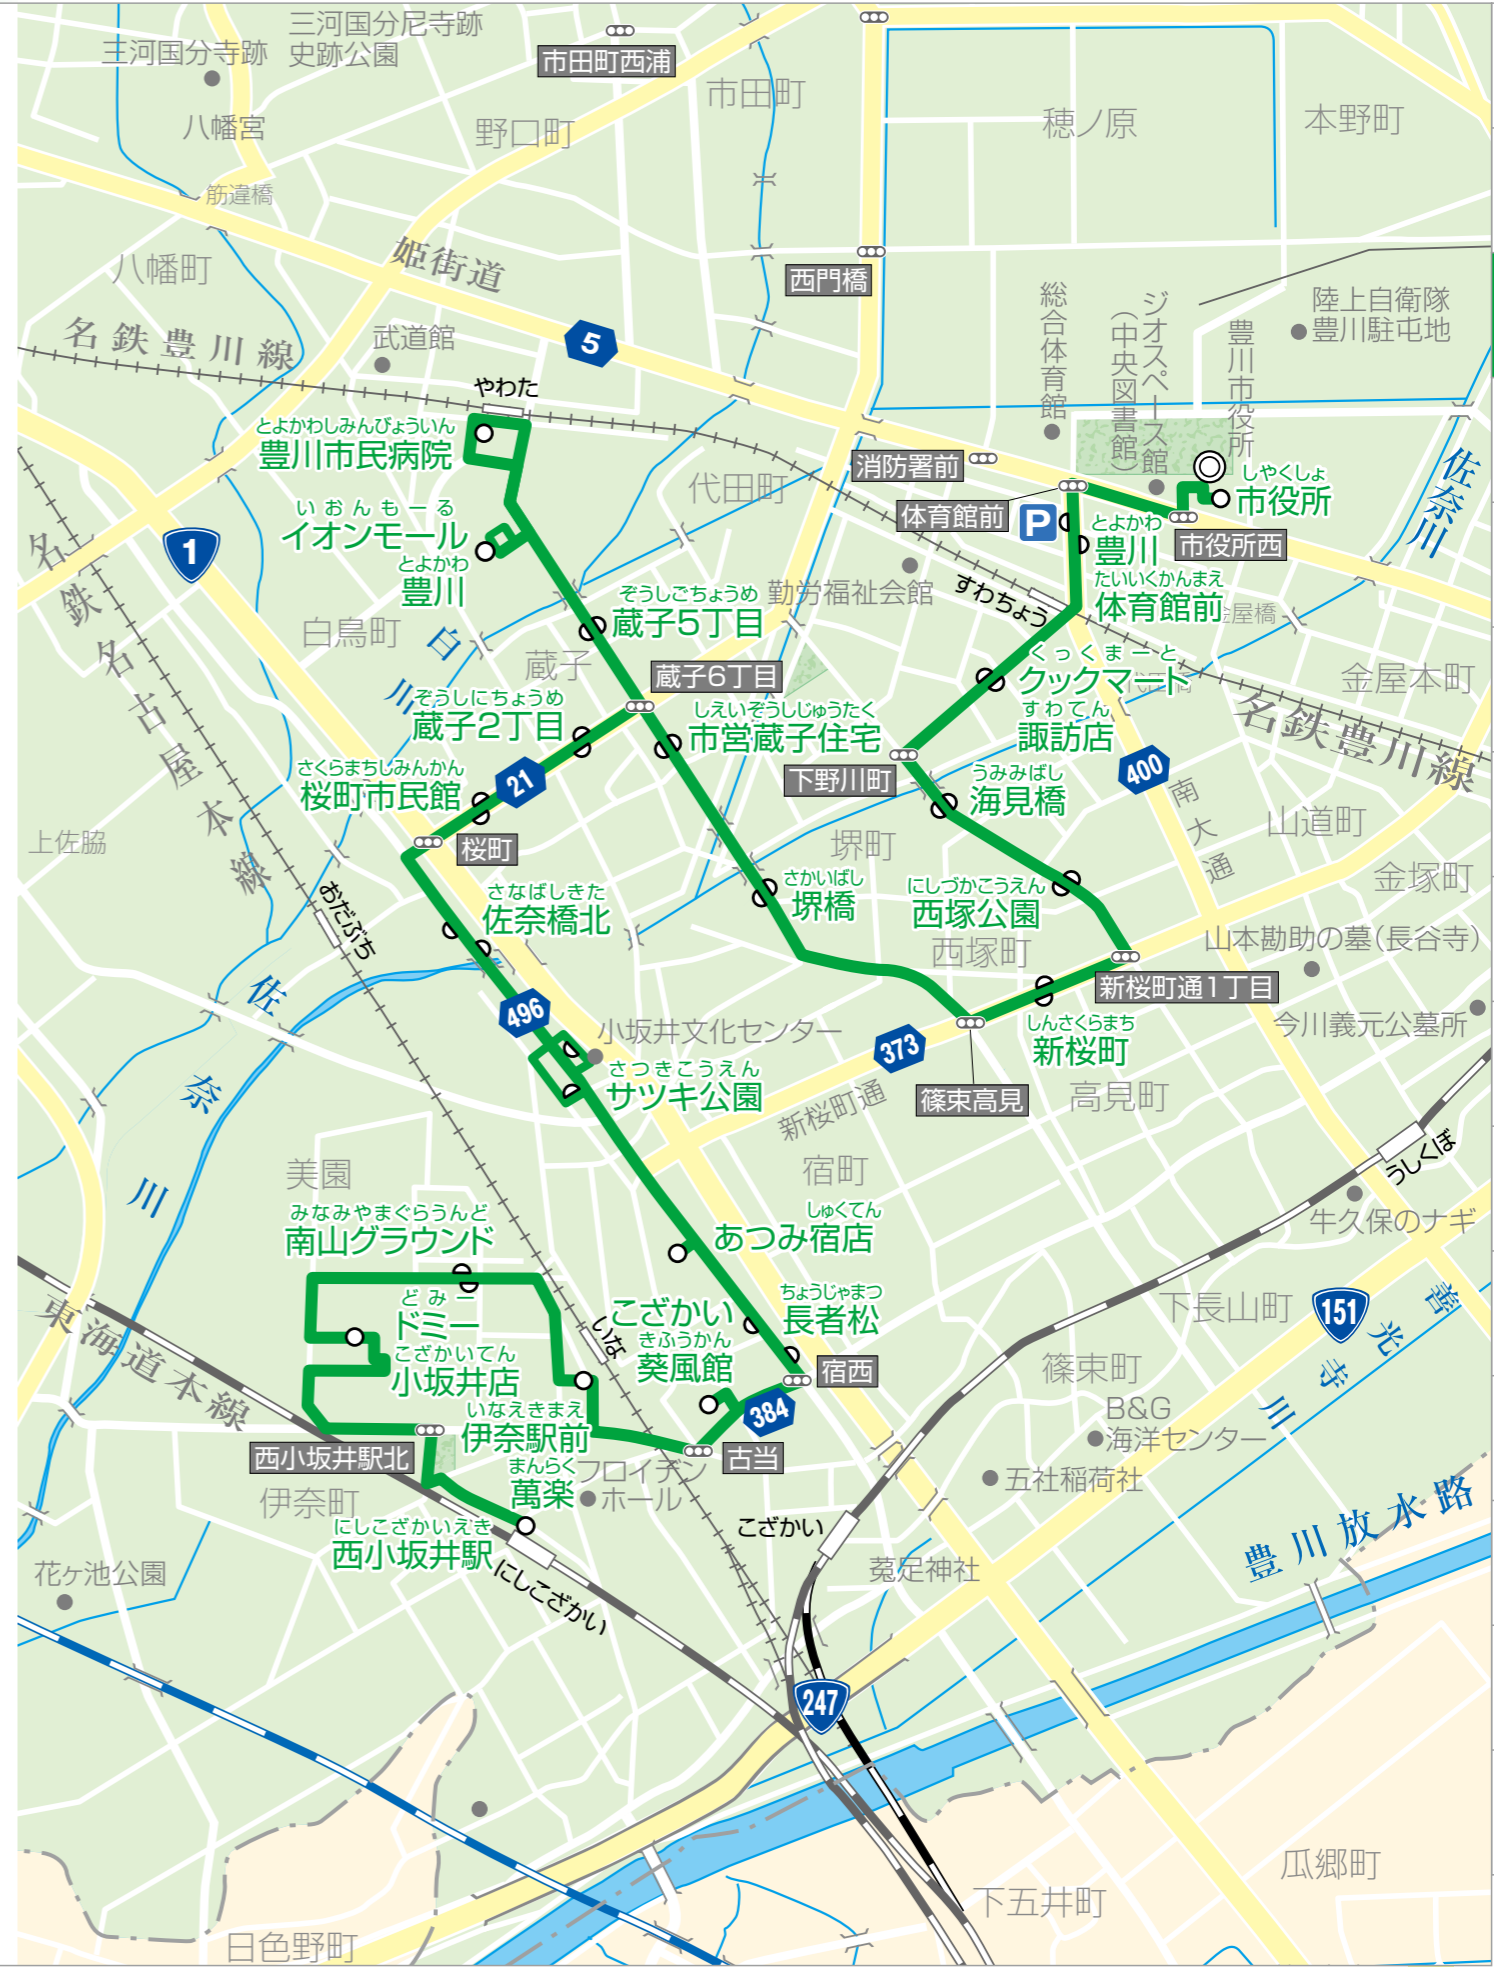 三河国分尼寺跡
史跡公園
三河国分寺跡
八幡宮
市田町西浦
市田町
野口町
穂ノ原
本野町
筋違橋
八幡町
姫街道
西門橋
名鉄豊川線
武道館
5
総合体育館
ジオスペース館
(中央図書館)
豊川市役所
陸上自衛隊
豊川駐屯地
やわた
とよかわしみんびょういん
豊川市民病院
いおんもーる
イオンモール
とよかわ
豊川
代田町
消防署前
体育館前
P
しやくしょ
市役所
市役所西
とよかわ
豊川
たいいくかんまえ
体育館前
佐奈川
1
名鉄名古屋本線
白鳥町
白川
蔵子
ぞうしごちょうめ
蔵子5丁目
勤労福祉会館
すわちょう
金屋橋
金屋本町
蔵子6丁目
ぞうしにちょうめ
蔵子2丁目
しえいぞうしじゅうたく
市営蔵子住宅
くっくまーと
クックマート
すわてん
諏訪店
名鉄豊川線
さくらまちしみんかん
桜町市民館
21
下野川町
うみみばし
海見橋
400
南大通
山道町
上佐脇
桜町
堺町
金塚町
おだぶち
さなばしきた
佐奈橋北
さかいばし
堺橋
にしづかこうえん
西塚公園
西塚町
山本勘助の墓(長谷寺)
新桜町通1丁目
今川義元公墓所
佐奈川
496
小坂井文化センター
さつきこうえん
サツキ公園
373
しんさくらまち
新桜町
篠束高見
高見町
新桜町通
宿町
うしくぼ
牛久保のナギ
美園
みなみやまぐらうんど
南山グラウンド
しゅくてん
あつみ宿店
ちょうじゃまつ
長者松
下長山町
151
善光寺川
東海道本線
どみー
ドミー
こざかいてん
小坂井店
いな
こざかい
きふうかん
葵風館
宿西
384
篠束町
B&G
海洋センター
いなえきまえ
伊奈駅前
西小坂井駅北
まんらく
萬楽
フロイデン
ホール
古当
五社稲荷社
伊奈町
にしこざかいえき
西小坂井駅
にしこざかい
こざかい
菟足神社
豊川放水路
花ヶ池公園
247
瓜郷町
下五井町
日色野町